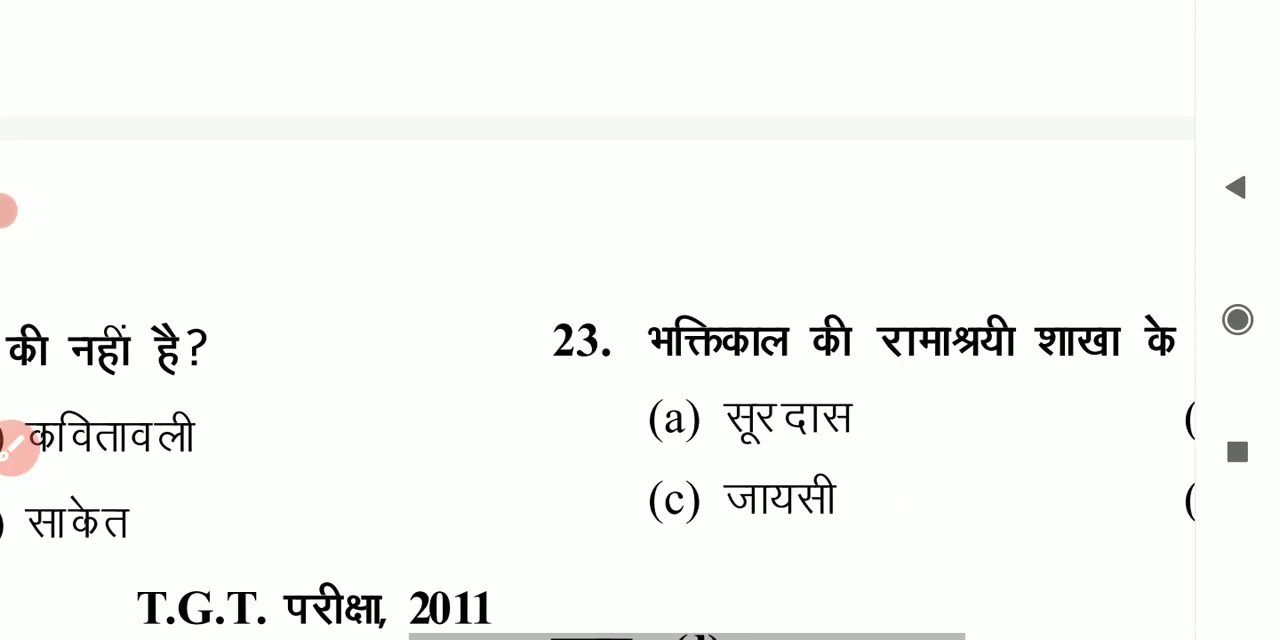 की नहीं है?
) कवितावली
) साकेत
T.G.T. परीक्षा, 2011
23. भक्तिकाल की रामाश्रयी शाखा के
(a) सूरदास (
(c) जायसी (